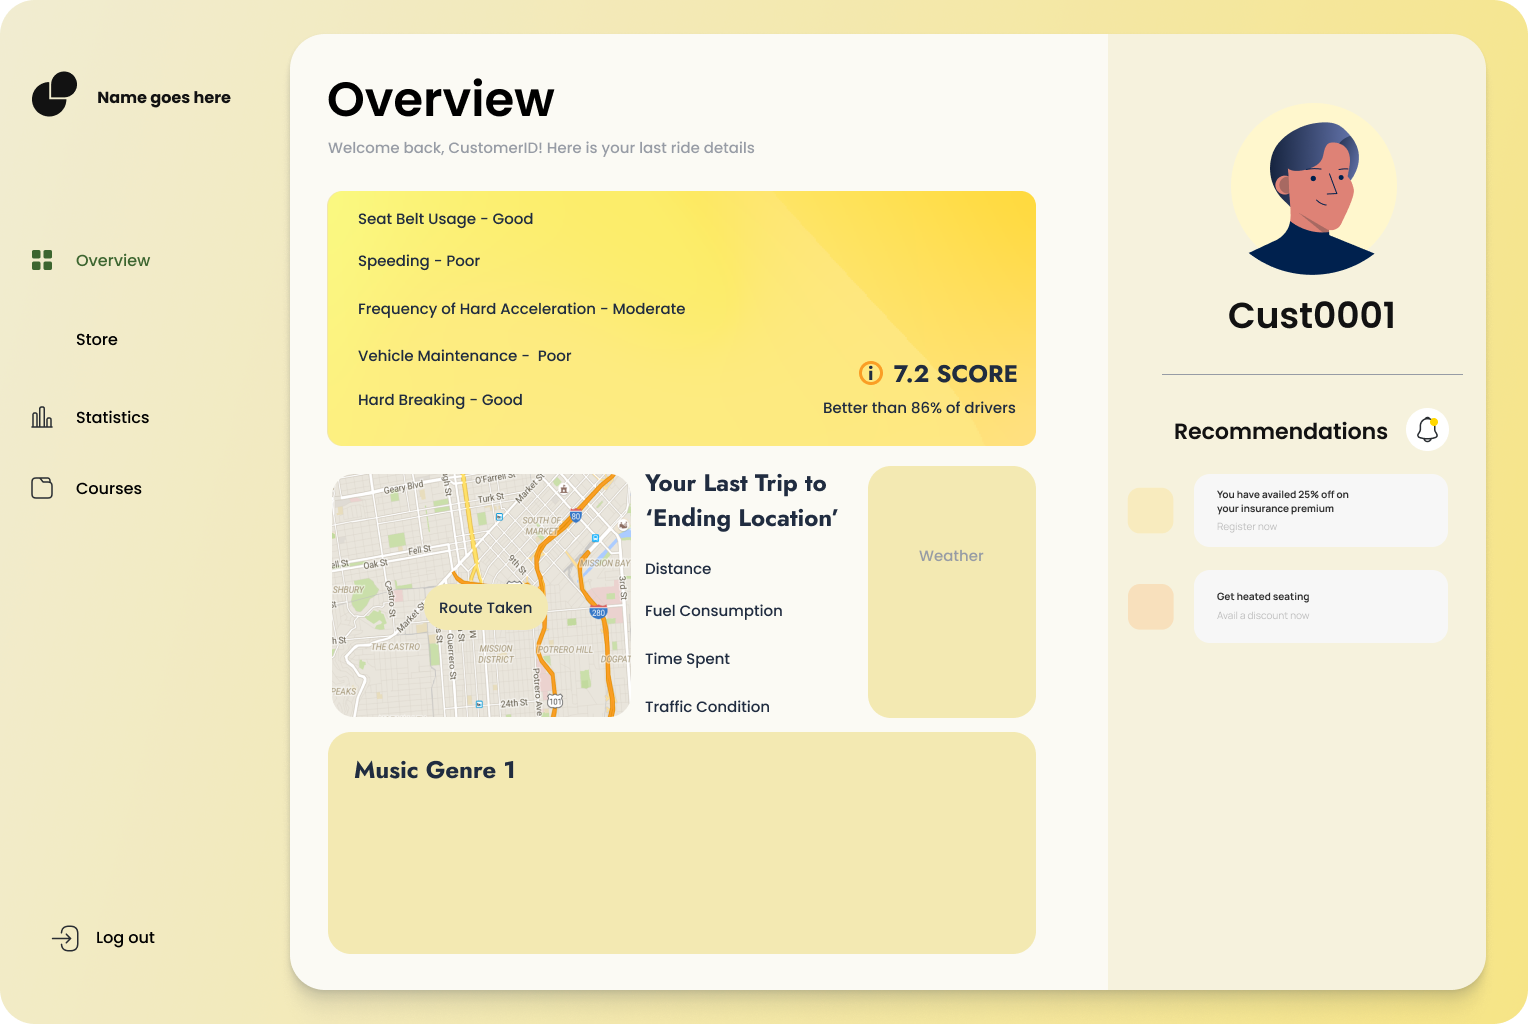 Name goes here
Overview
Store
Statistics
Courses
Log out
Overview
Welcome back, CustomerID! Here is your last ride details
Seat Belt Usage - Good
Speeding - Poor
Frequency of Hard Acceleration - Moderate
Vehicle Maintenance - Poor
Hard Breaking - Good
i 7.2 SCORE
Better than 86% of drivers
O'Farrell S
Geary Blvd
Turk St
Market S
SOUTH OF
MARKET
80
Fell St
9th St
MISSION BAY
ell St
Oak St
SHBURY
Castro St
3rd St
Market S
Route Taken
280
h St
THE CASTRO
Guerrero St
MISSION
DISTRICT
POTRERO HILL
DOGPAT
PEAKS
24th St
Potrero Ave
101
Your Last Trip to
‘Ending Location’
Distance
Fuel Consumption
Time Spent
Traffic Condition
Weather
Music Genre 1
Cust0001
Recommendations
You have availed 25% off on
your insurance premium
Register now
Get heated seating
Avail a discount now